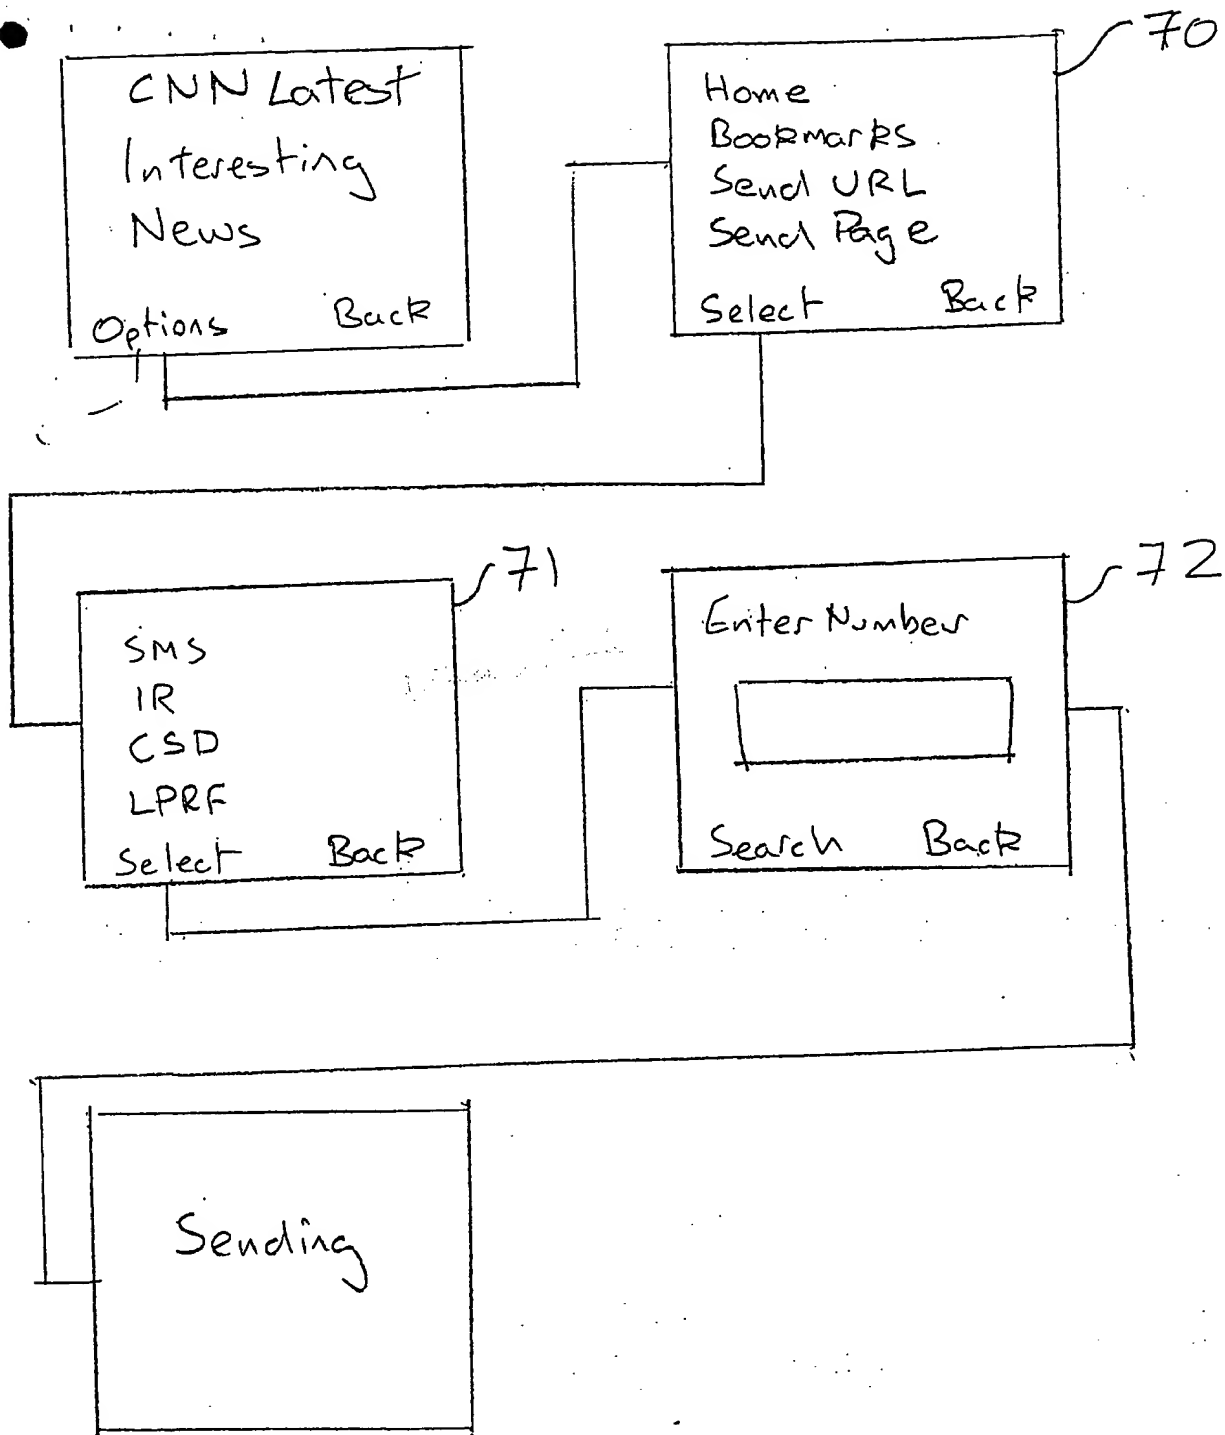 CNN Latest
Interesting
News
Options Back
70
Home
Bookmarks
Send URL
Send Page
Select Back
71
SMS
IR
CSD
LPRF
Select Back
72
Enter Number
Search Back
Sending